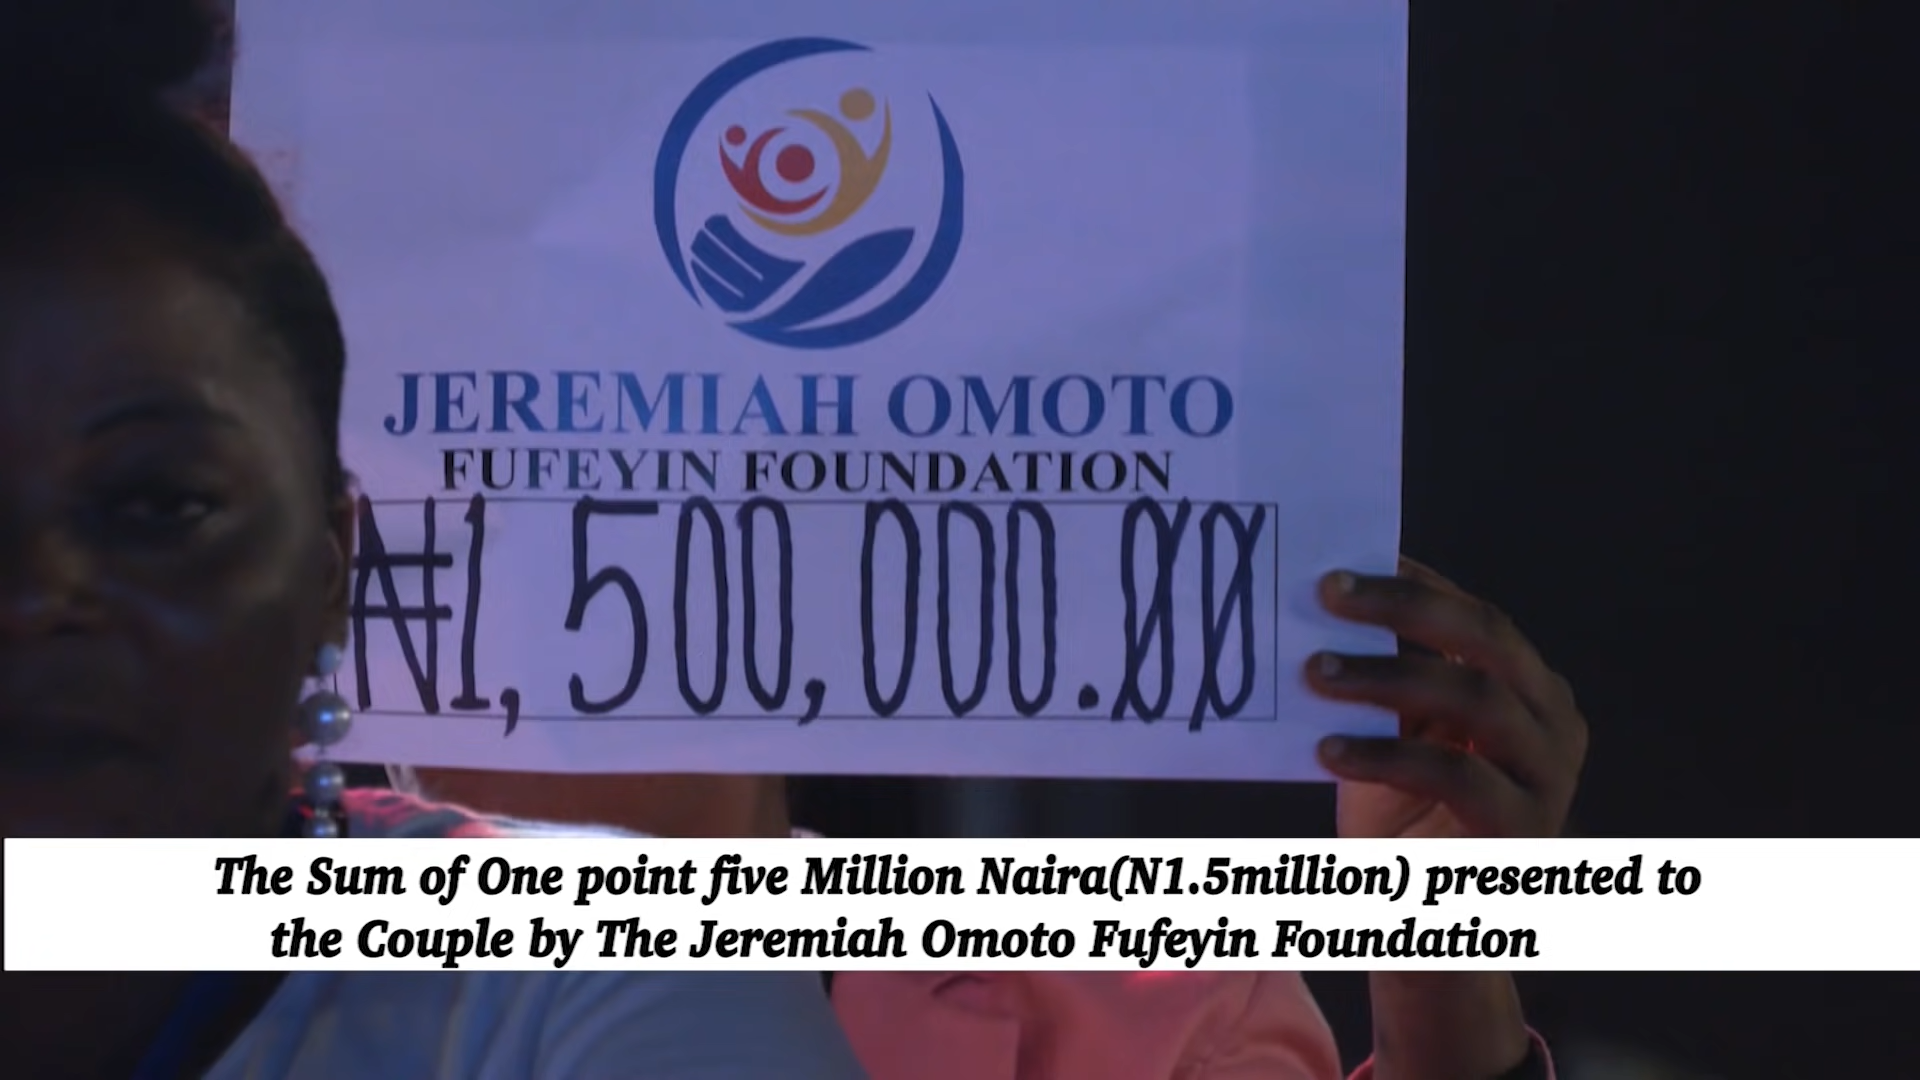 JEREMIAH OMOTO
FUFEYIN FOUNDATION
₦1,500,000.00
The Sum of One point five Million Naira(N1.5million) presented to
the Couple by The Jeremiah Omoto Fufeyin Foundation